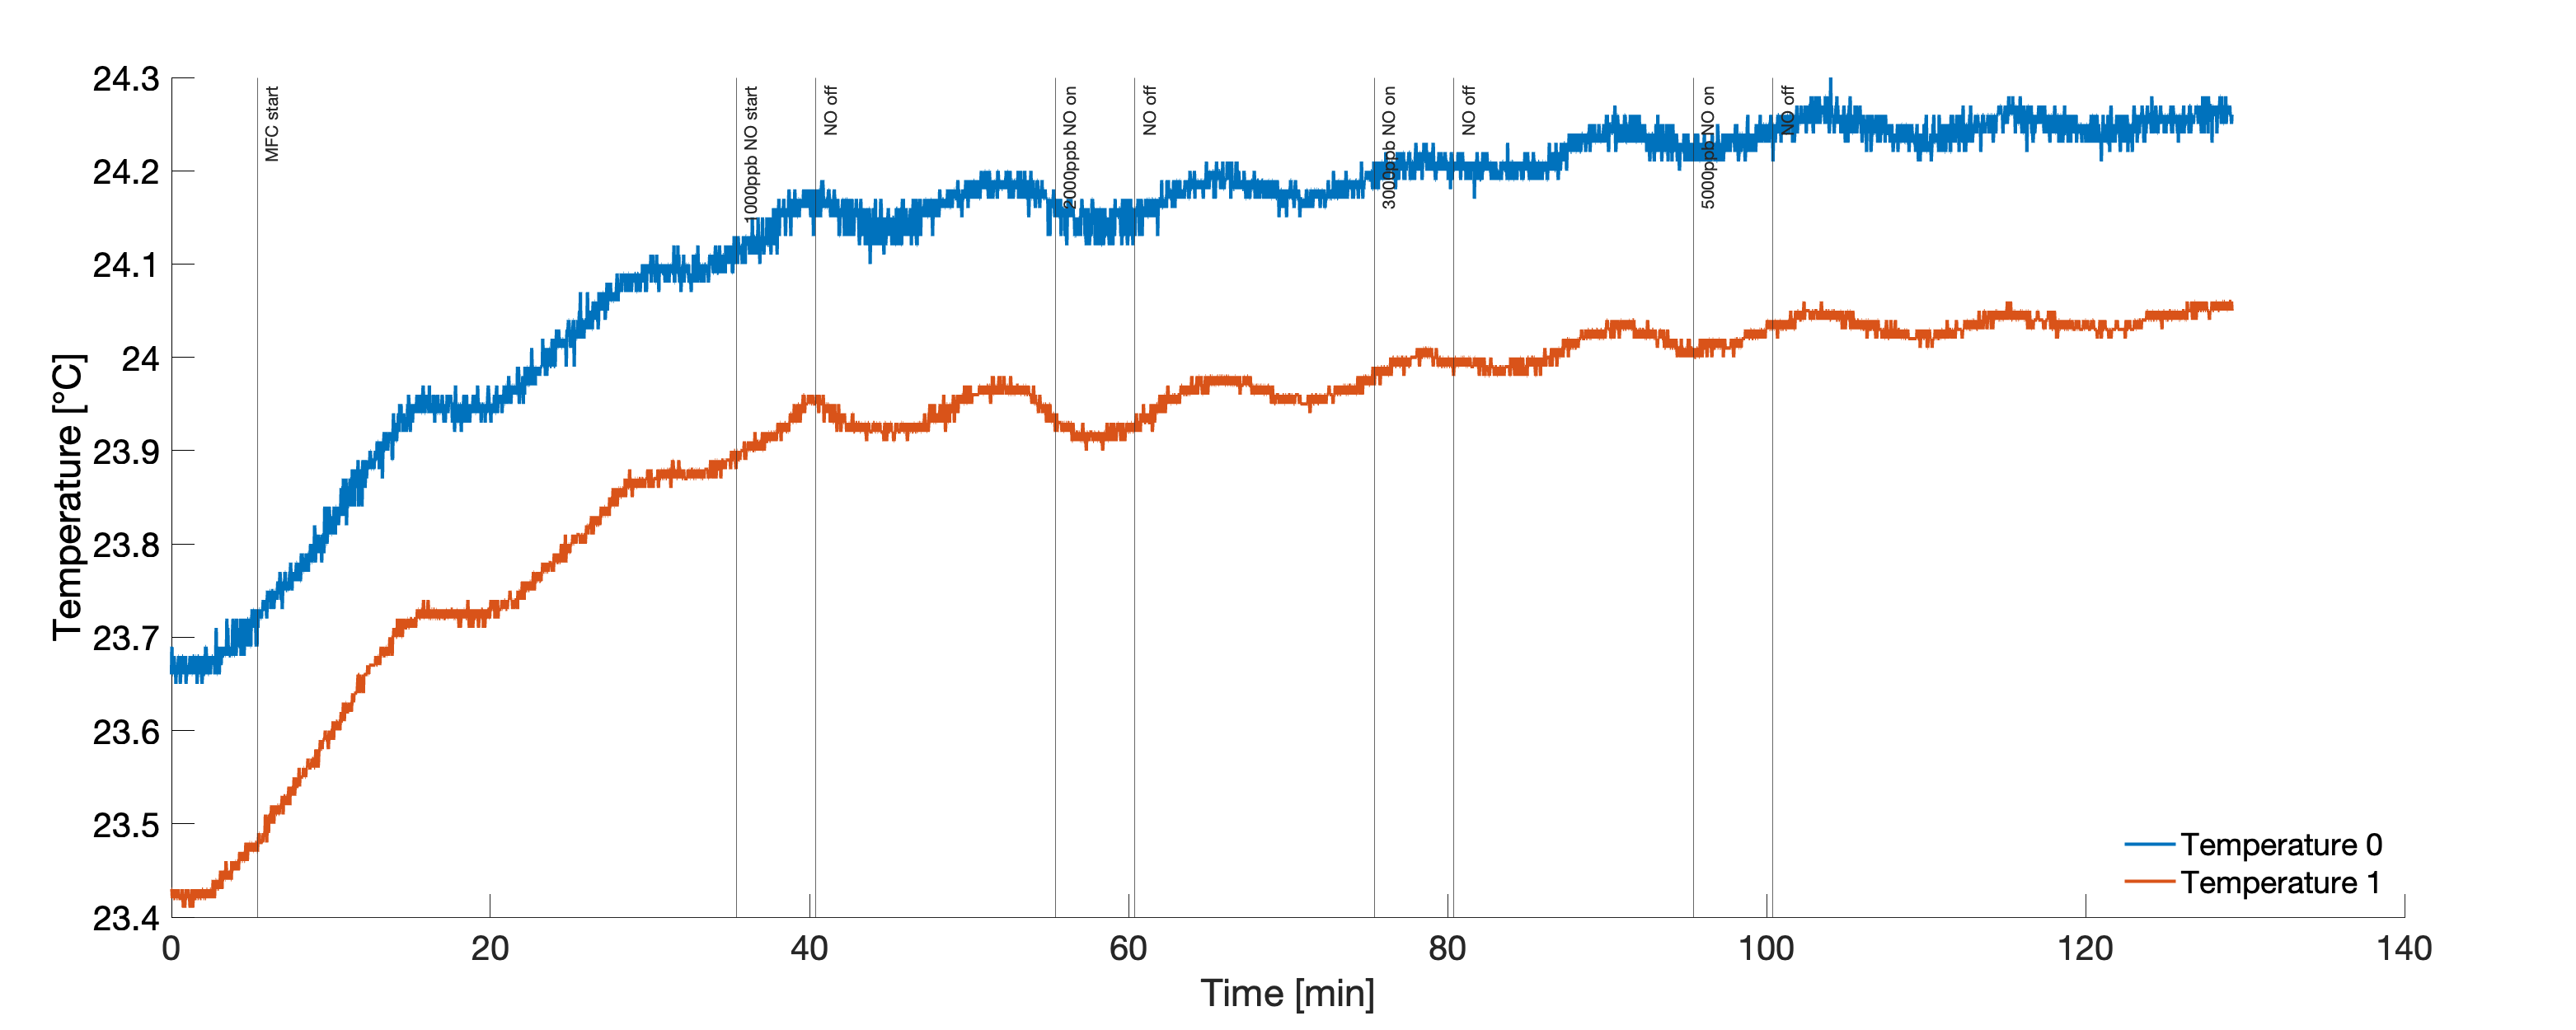 24.3
24.2
24.1
24
23.9
23.8
23.7
23.6
23.5
23.4
Temperature [°C]
MFC start
1000ppb NO start
NO off
2000ppb NO on
NO off
3000ppb NO on
NO off
5000ppb NO on
NO off
Temperature 0
Temperature 1
0 20 40 60 80 100 120 140
Time [min]